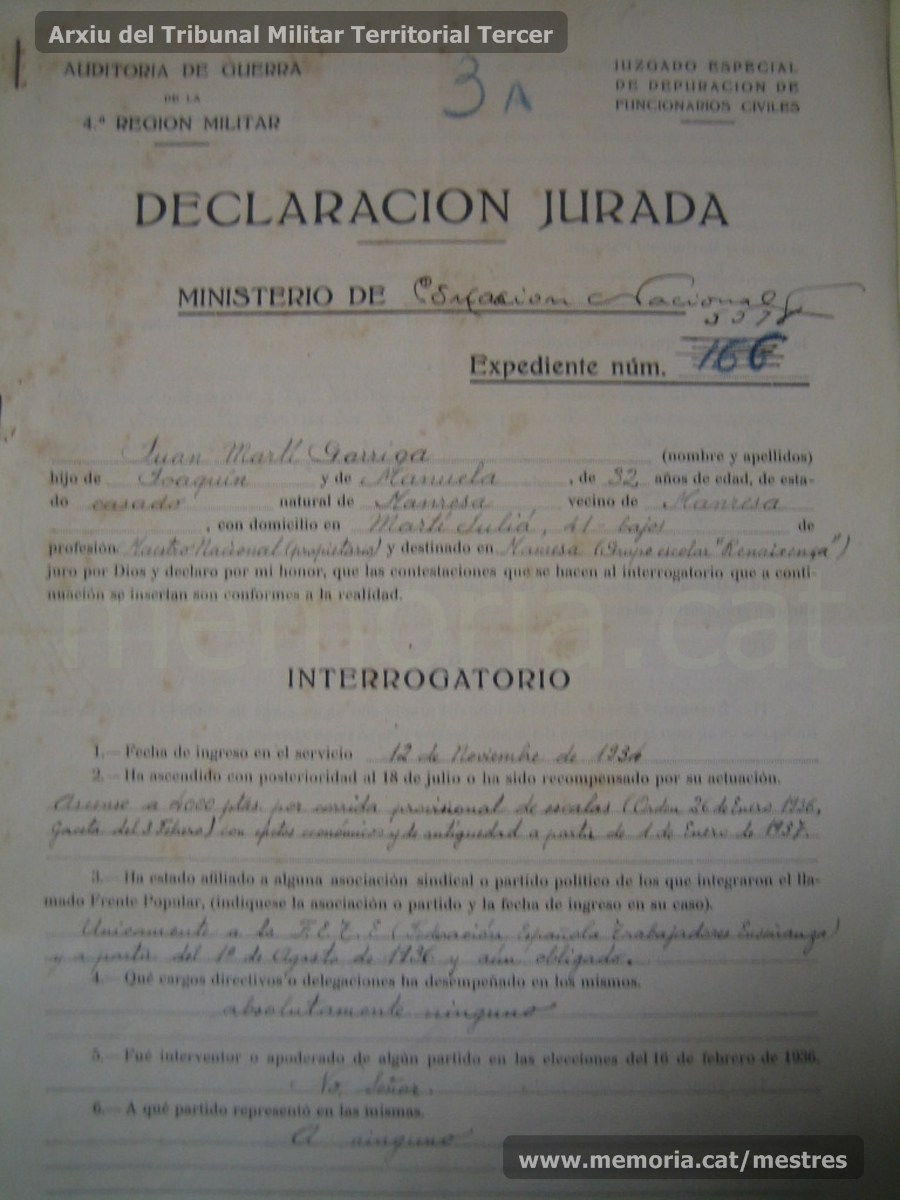 Arxiu del Tribunal Militar Territorial Tercer
AUDITORIA DE GUERRA
DE LA
4.ª REGION MILITAR
3 A
JUZGADO ESPECIAL
DE DEPURACION DE
FUNCIONARIOS CIVILES
DECLARACION JURADA
MINISTERIO DE Educacion Nacional
Expediente núm. 166
Juan Martí Garriga (nombre y apellidos)
hijo de Joaquín y de Manuela, de 32 años de edad, de esta-
do casado natural de Manresa vecino de Manresa
, con domicilio en Martí Juliá, 21-bajos de
profesión Maestro Nacional (propietario) y destinado en Manresa (Grupo escolar "Renaixença")
juro por Dios y declaro por mi honor, que las contestaciones que se hacen al interrogatorio que a conti-
nuación se insertan son conformes a la realidad.
memoria.cat
INTERROGATORIO
1.— Fecha de ingreso en el servicio 12 de Noviembre de 1934
2.— Ha ascendido con posterioridad al 18 de julio o ha sido recompensado por su actuación.
Ascenso a 4000 ptas. por corrida provisional de escalas (Orden 26 de Enero 1936,
Gaceta del 3 Febrero) con efectos económicos y de antigüedad a partir de 1 de Enero de 1937.
3.— Ha estado afiliado a alguna asociación sindical o partido político de los que integraron el lla-
mado Frente Popular, (indíquese la asociación o partido y la fecha de ingreso en su caso).
Unicamente a la F.E.T.E (Federación Española Trabajadores Enseñanza)
y a partir del 1º de Agosto de 1936 y aún obligado.
4.— Qué cargos directivos o delegaciones ha desempeñado en los mismos.
absolutamente ninguno
5.— Fué interventor o apoderado de algún partido en las elecciones del 16 de febrero de 1936.
No, Señor.
6.— A qué partido representó en las mismas.
A ninguno
www.memoria.cat/mestres